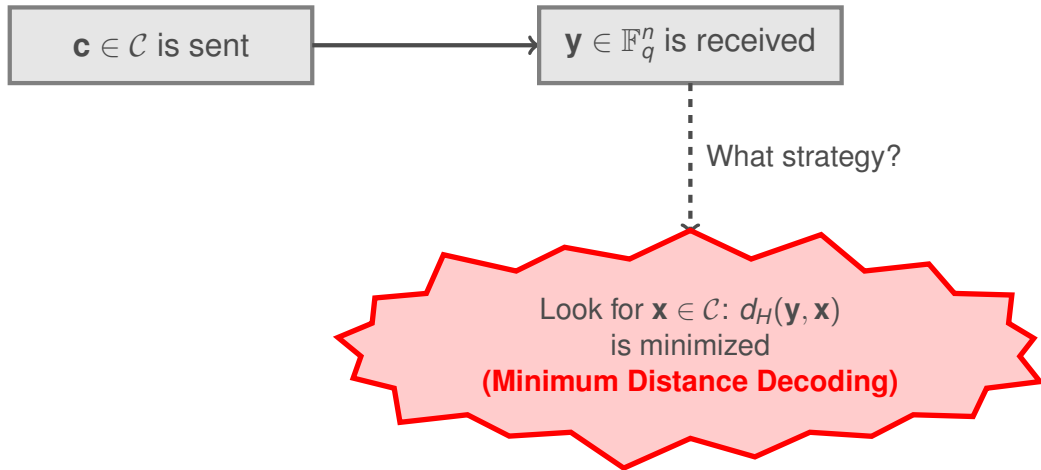 𝐜 ∈ 𝒞 is sent
𝐲 ∈ 𝔽_q^n is received
What strategy?
Look for 𝐱 ∈ 𝒞: d_H(𝐲, 𝐱)
is minimized
(Minimum Distance Decoding)